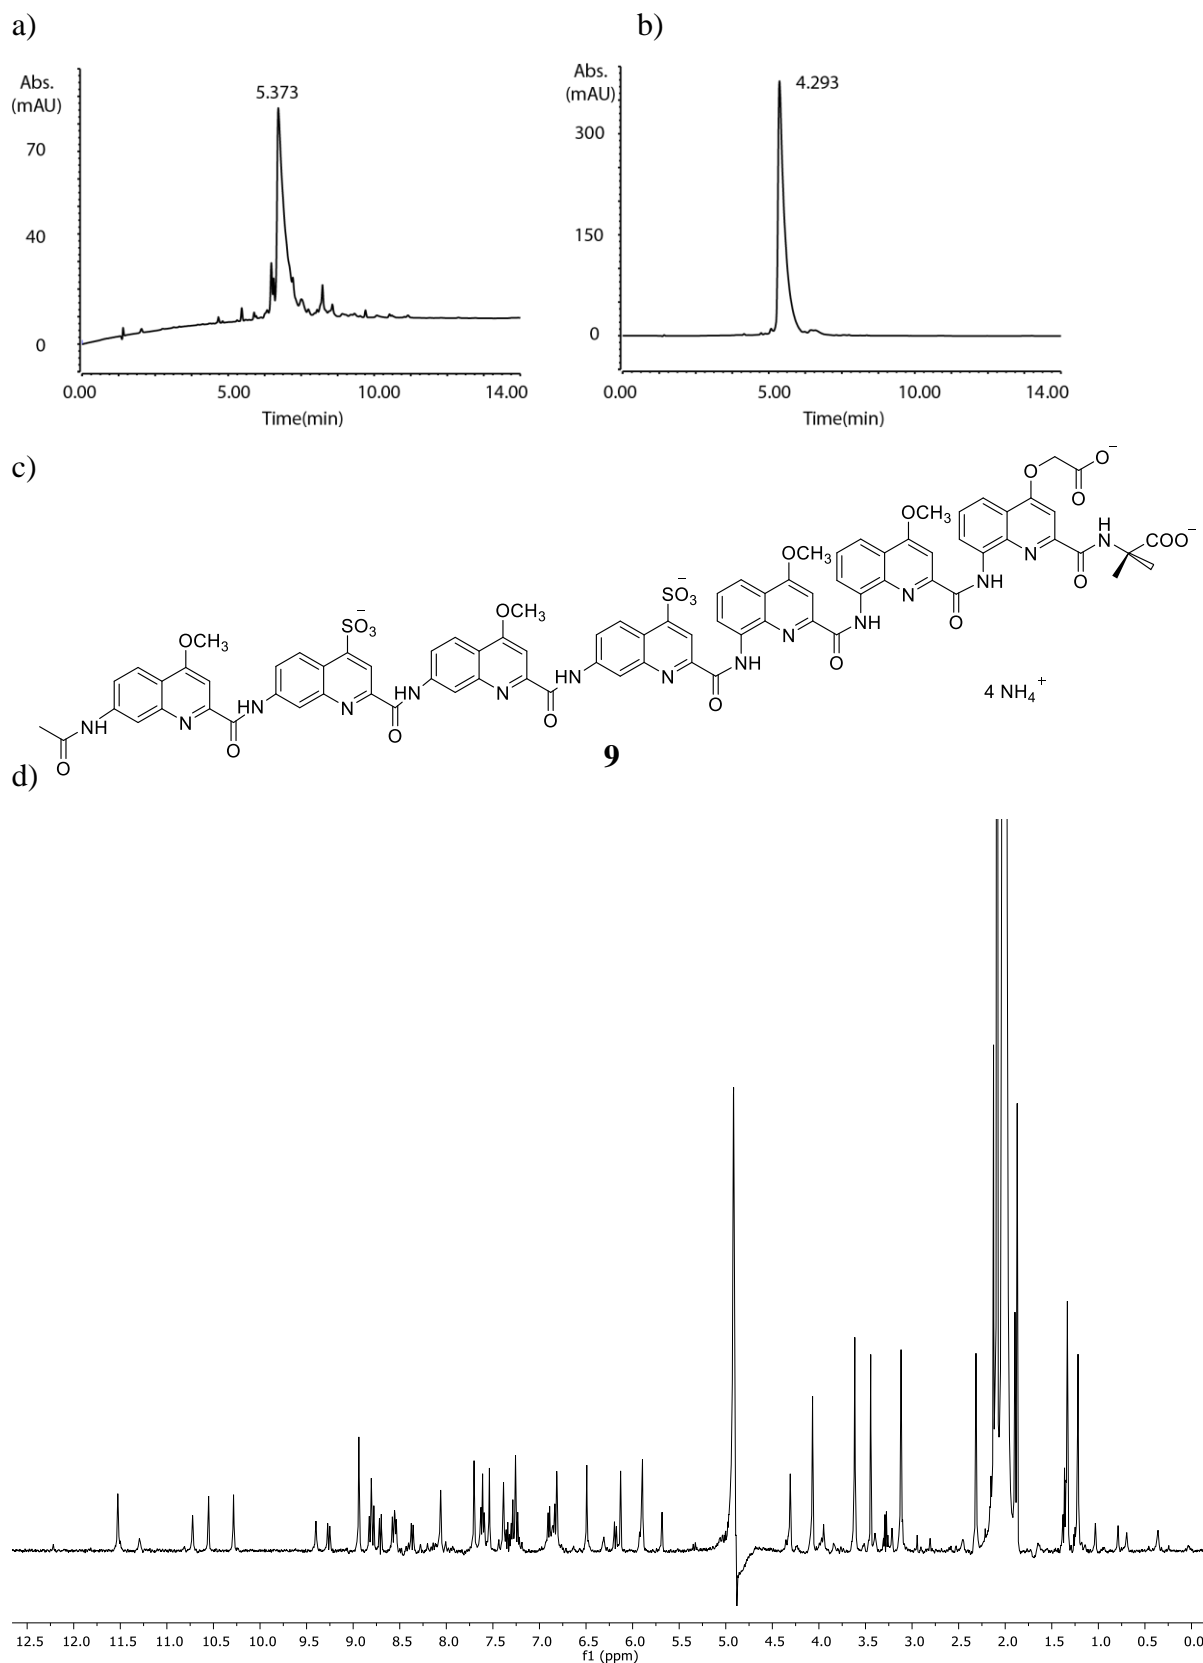 a)
b)
Abs.
(mAU)
5.373
70
40
0
0.00 5.00 10.00 14.00
Time(min)
Abs.
(mAU)
4.293
300
150
0
0.00 5.00 10.00 14.00
Time(min)
c)
O
O⁻
O
OCH3
H
N
COO⁻
OCH3
N
O
SO3⁻
N
NH
O
OCH3
N
NH
O
SO3⁻
N
NH
O
4 NH4⁺
OCH3
HN
N
O
HN
N
O
NH
N
O
O
9
d)
12.5 12.0 11.5 11.0 10.5 10.0 9.5 9.0 8.5 8.0 7.5 7.0 6.5 6.0 5.5 5.0 4.5 4.0 3.5 3.0 2.5 2.0 1.5 1.0 0.5 0.0
f1 (ppm)